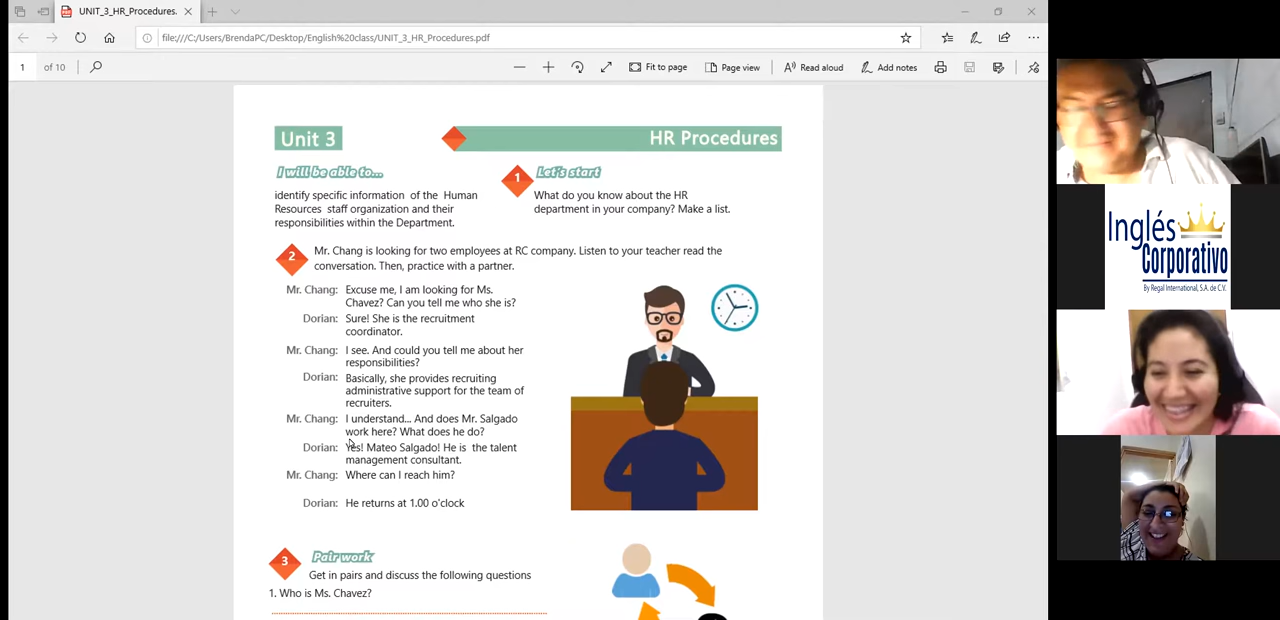 UNIT_3_HR_Procedures.
file:///C:/Users/BrendaPC/Desktop/English%20class/UNIT_3_HR_Procedures.pdf
1 of 10 Fit to page Page view Read aloud Add notes
Unit 3 HR Procedures
I will be able to...
identify specific information of the Human
Resources staff organization and their
responsibilities within the Department.
1 Let's start
What do you know about the HR
department in your company? Make a list.
2 Mr. Chang is looking for two employees at RC company. Listen to your teacher read the
conversation. Then, practice with a partner.
Mr. Chang: Excuse me, I am looking for Ms.
Chavez? Can you tell me who she is?
Dorian: Sure! She is the recruitment
coordinator.
Mr. Chang: I see. And could you tell me about her
responsibilities?
Dorian: Basically, she provides recruiting
administrative support for the team of
recruiters.
Mr. Chang: I understand... And does Mr. Salgado
work here? What does he do?
Dorian: Yes! Mateo Salgado! He is the talent
management consultant.
Mr. Chang: Where can I reach him?
Dorian: He returns at 1.00 o'clock
3 Pair work
Get in pairs and discuss the following questions
1. Who is Ms. Chavez?
Inglés
Corporativo
By Regal International, S.A. de C.V.